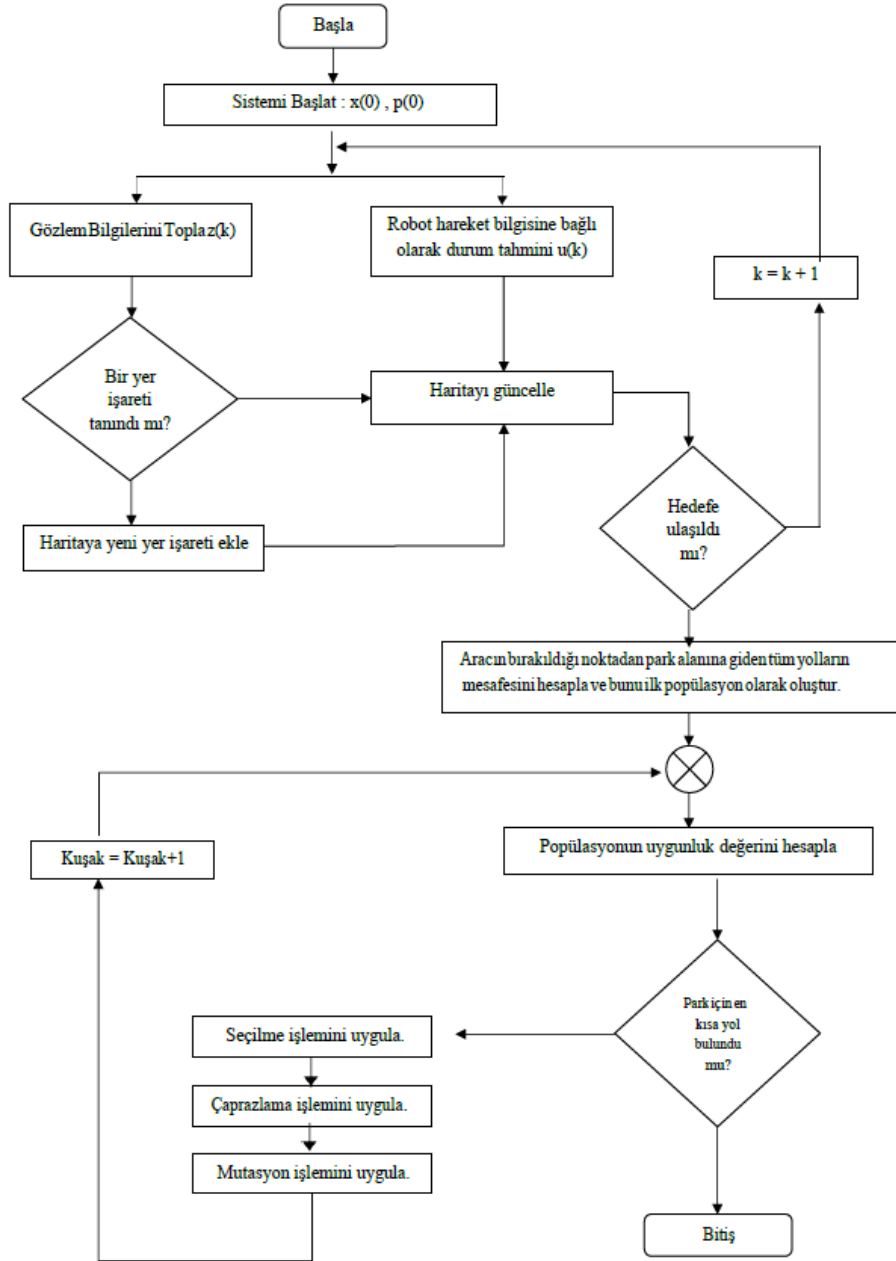 Başla
Sistemi Başlat : x(0) , p(0)
Gözlem Bilgilerini Topla z(k)
Robot hareket bilgisine bağlı
olarak durum tahmini u(k)
k = k + 1
Bir yer
işareti
tanındı mı?
Haritayı güncelle
Hedefe
ulaşıldı
mı?
Haritaya yeni yer işareti ekle
Aracın bırakıldığı noktadan park alanına giden tüm yolların
mesafesini hesapla ve bunu ilk popülasyon olarak oluştur.
Kuşak = Kuşak+1
Popülasyonun uygunluk değerini hesapla
Park için en
kısa yol
bulundu
mu?
Seçilme işlemini uygula.
Çaprazlama işlemini uygula.
Mutasyon işlemini uygula.
Bitiş